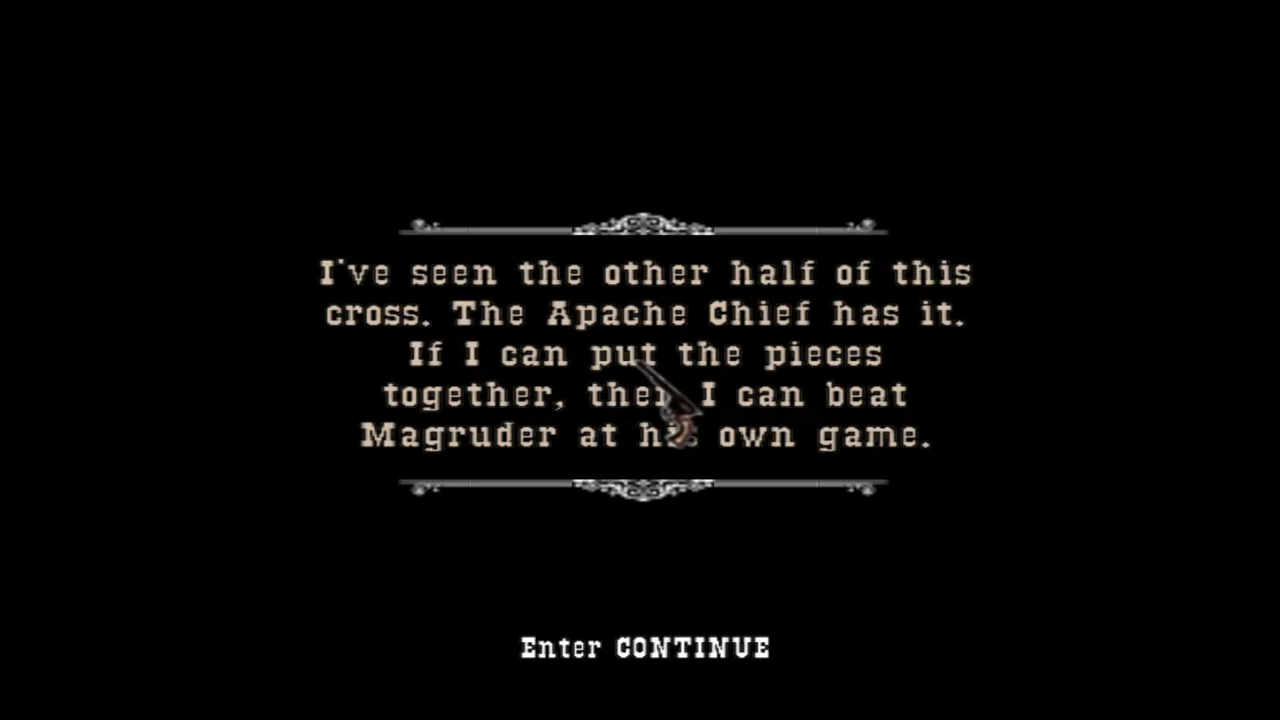 I've seen the other half of this
cross. The Apache Chief has it.
If I can put the pieces
together, then I can beat
Magruder at his own game.
Enter CONTINUE